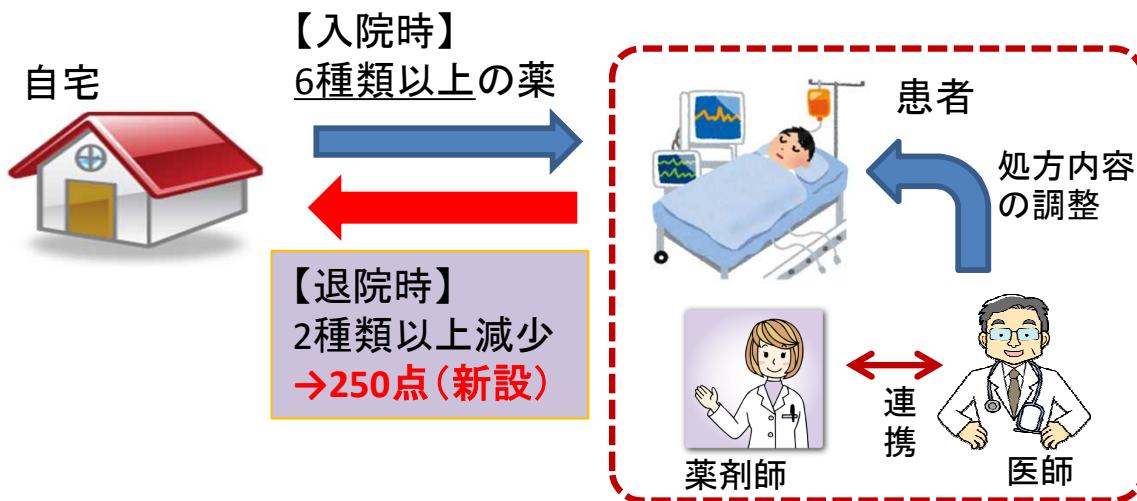 自宅
【入院時】
6種類以上の薬
【退院時】
2種類以上減少
→250点(新設)
患者
処方内容
の調整
連
携
薬剤師
医師